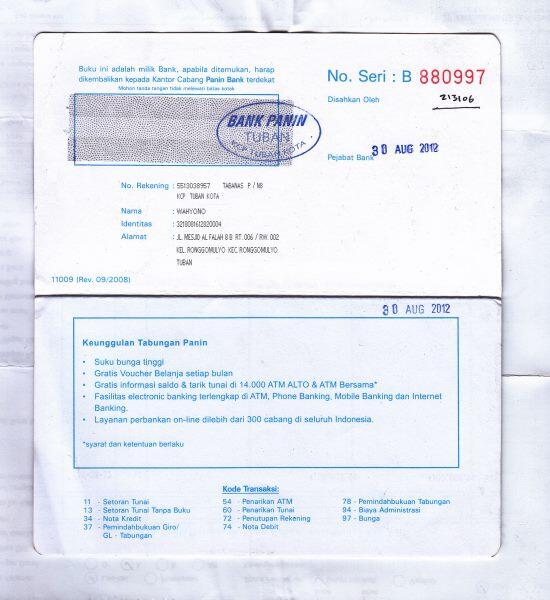 Buku ini adalah milik Bank, apabila ditemukan, harap
dikembalikan kepada Kantor Cabang Panin Bank terdekat
Mohon tanda tangan tidak melewati batas kotak
No. Seri : B 880997
Disahkan Oleh
213106
BANK PANIN
TUBAN
KCP TUBAN KOTA
Pejabat Bank
30 AUG 2012
No. Rekening : 5513038957 TABANAS P / NB
KCP TUBAN KOTA
Nama : WAHYONO
Identitas : 3218081612820004
Alamat : JL. MESJID AL FALAH 8 B RT. 006 / RW. 002
KEL. RONGGOMULYO KEC. RONGGOMULYO
TUBAN
11009 (Rev. 09/2008)
30 AUG 2012
Keunggulan Tabungan Panin
• Suku bunga tinggi
• Gratis Voucher Belanja setiap bulan
• Gratis informasi saldo & tarik tunai di 14.000 ATM ALTO & ATM Bersama*
• Fasilitas electronic banking terlengkap di ATM, Phone Banking, Mobile Banking dan Internet
Banking.
• Layanan perbankan on-line dilebih dari 300 cabang di seluruh Indonesia.
*syarat dan ketentuan berlaku
Kode Transaksi:
11 - Setoran Tunai
13 - Setoran Tunai Tanpa Buku
34 - Nota Kredit
37 - Pemindahbukuan Giro/
GL - Tabungan
54 - Penarikan ATM
60 - Penarikan Tunai
72 - Penutupan Rekening
74 - Nota Debit
78 - Pemindahbukuan Tabungan
94 - Biaya Administrasi
97 - Bunga